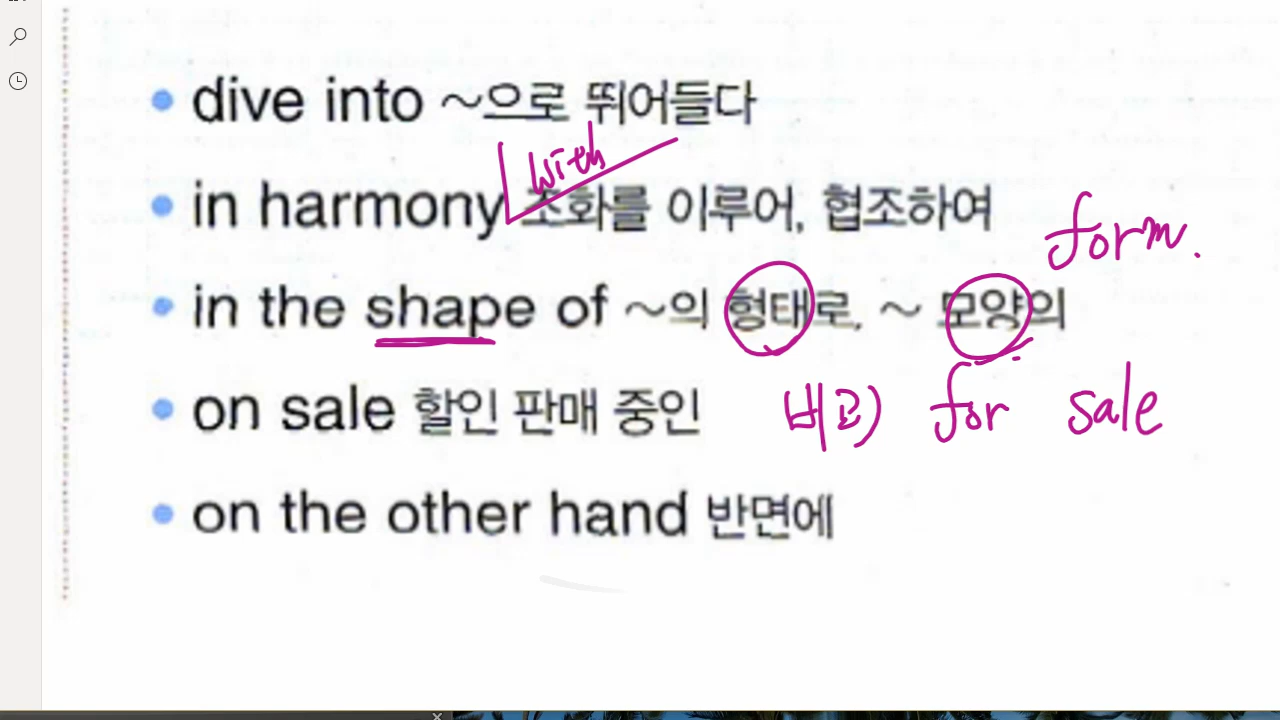 dive into ~으로 뛰어들다
with
in harmony 조화를 이루어, 협조하여
form.
in the shape of ~의 형태로, ~ 모양의
on sale 할인 판매 중인 비교) for sale
on the other hand 반면에